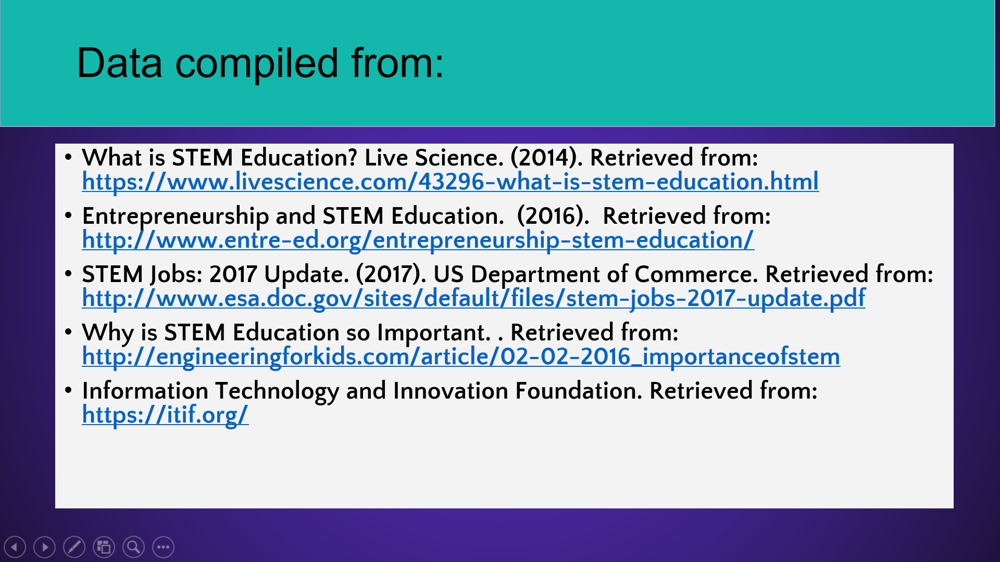 Data compiled from:
• What is STEM Education? Live Science. (2014). Retrieved from:
https://www.livescience.com/43296-what-is-stem-education.html
• Entrepreneurship and STEM Education.  (2016).  Retrieved from:
http://www.entre-ed.org/entrepreneurship-stem-education/
• STEM Jobs: 2017 Update. (2017). US Department of Commerce. Retrieved from:
http://www.esa.doc.gov/sites/default/files/stem-jobs-2017-update.pdf
• Why is STEM Education so Important. . Retrieved from:
http://engineeringforkids.com/article/02-02-2016_importanceofstem
• Information Technology and Innovation Foundation. Retrieved from:
https://itif.org/